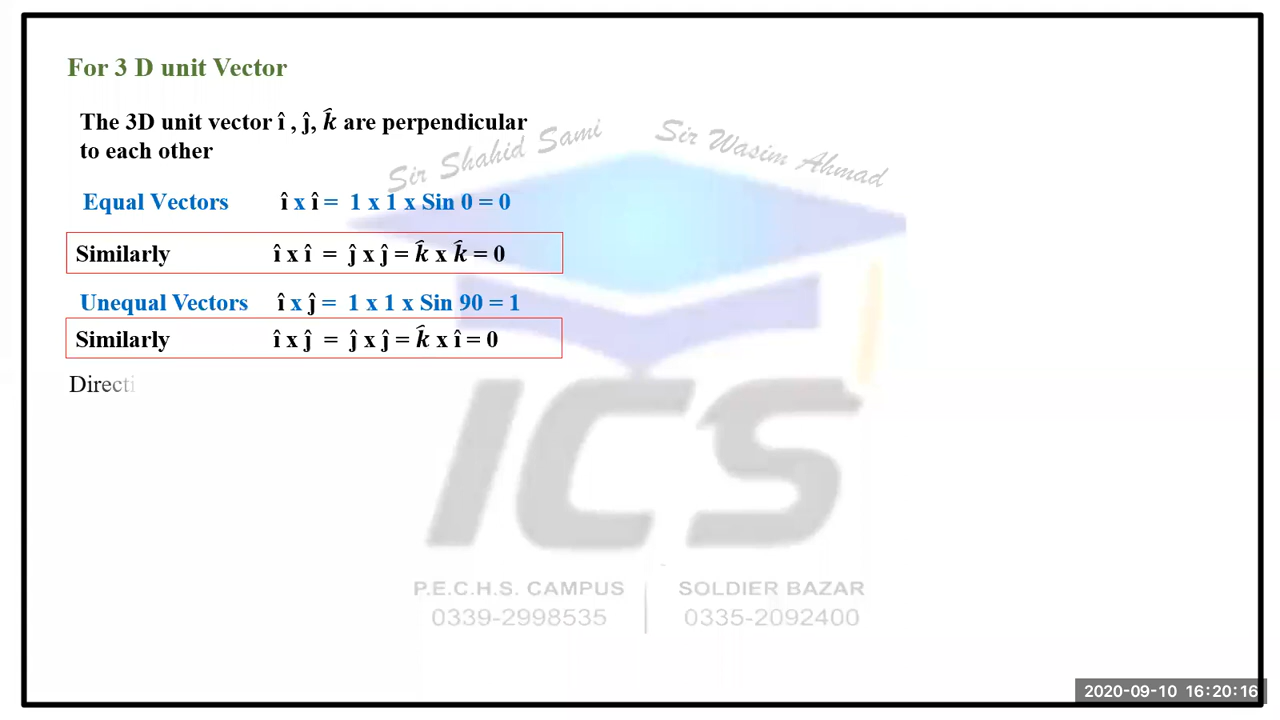 For 3 D unit Vector
The 3D unit vector î , ĵ, k̂ are perpendicular
to each other
Sir Shahid Sami
Sir Wasim Ahmad
Equal Vectors î x î = 1 x 1 x Sin 0 = 0
Similarly î x î = ĵ x ĵ = k̂ x k̂ = 0
Unequal Vectors î x ĵ = 1 x 1 x Sin 90 = 1
Similarly î x ĵ = ĵ x ĵ = k̂ x î = 0
Directi
ICS
P.E.C.H.S. CAMPUS SOLDIER BAZAR
0339-2998535 0335-2092400
2020-09-10 16:20:16